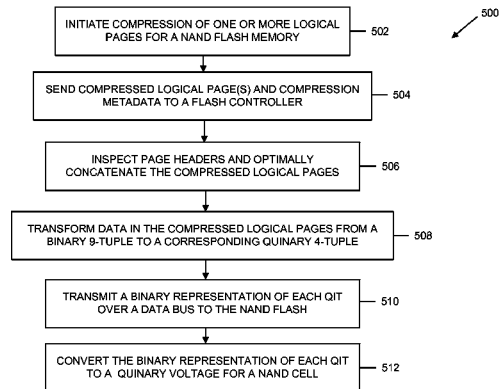 500
INITIATE COMPRESSION OF ONE OR MORE LOGICAL
PAGES FOR A NAND FLASH MEMORY
502
SEND COMPRESSED LOGICAL PAGE(S) AND COMPRESSION
METADATA TO A FLASH CONTROLLER
504
INSPECT PAGE HEADERS AND OPTIMALLY
CONCATENATE THE COMPRESSED LOGICAL PAGES
506
TRANSFORM DATA IN THE COMPRESSED LOGICAL PAGES FROM A
BINARY 9-TUPLE TO A CORRESPONDING QUINARY 4-TUPLE
508
TRANSMIT A BINARY REPRESENTATION OF EACH QIT
OVER A DATA BUS TO THE NAND FLASH
510
CONVERT THE BINARY REPRESENTATION OF EACH QIT
TO A QUINARY VOLTAGE FOR A NAND CELL
512